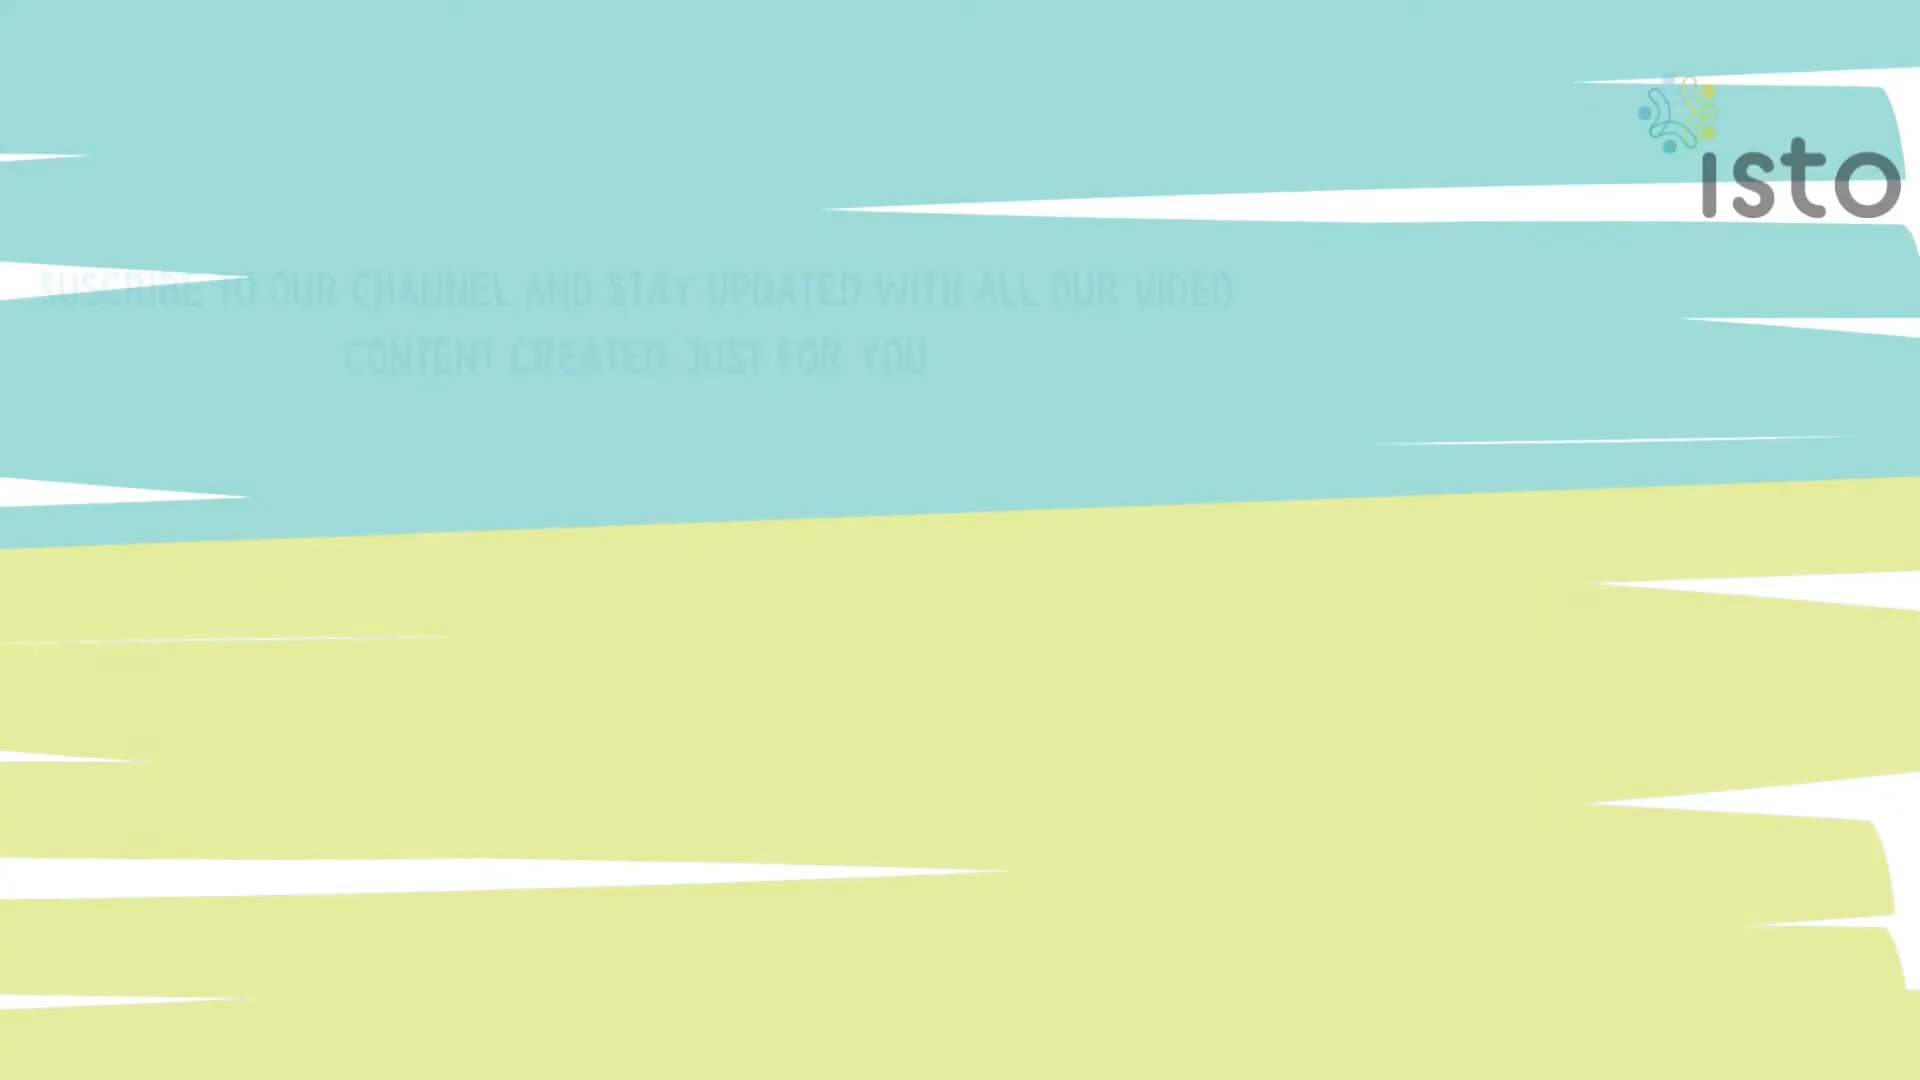 isto
SUSCRIBE TO OUR CHANNEL AND STAY UPDATED WITH ALL OUR VIDEO
CONTENT CREATED JUST FOR YOU